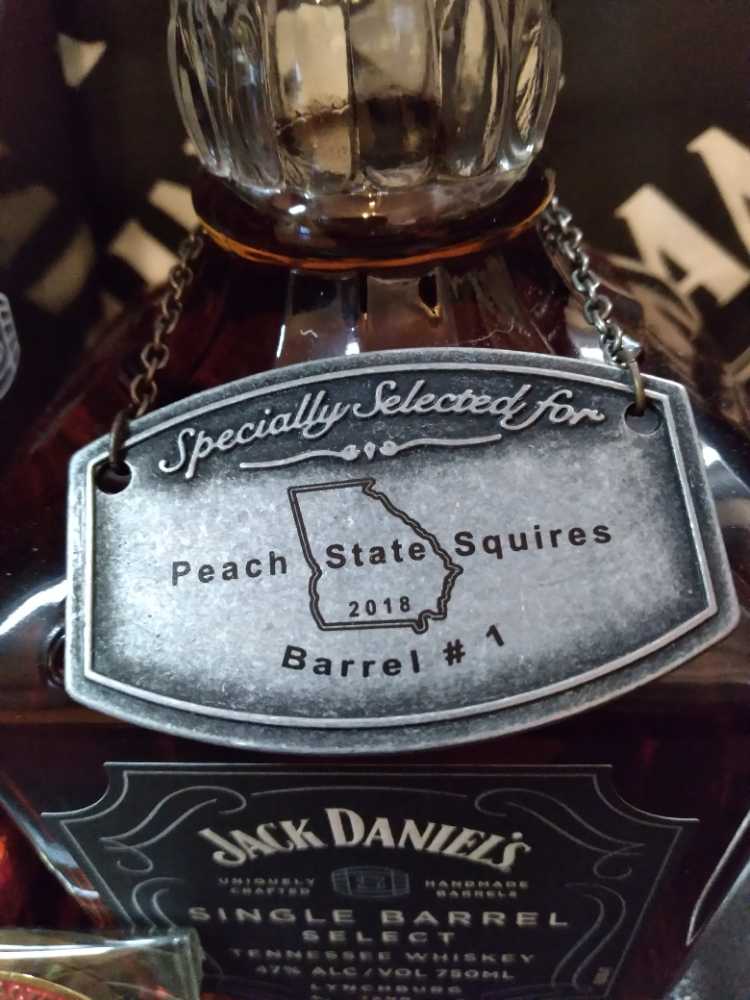 Specially Selected for
Peach State Squires
2018
Barrel # 1
JACK DANIEL'S
UNIQUELY CRAFTED
HANDMADE BARRELS
SINGLE BARREL
SELECT
TENNESSEE WHISKEY
47% ALC/VOL 750ML
LYNCHBURG